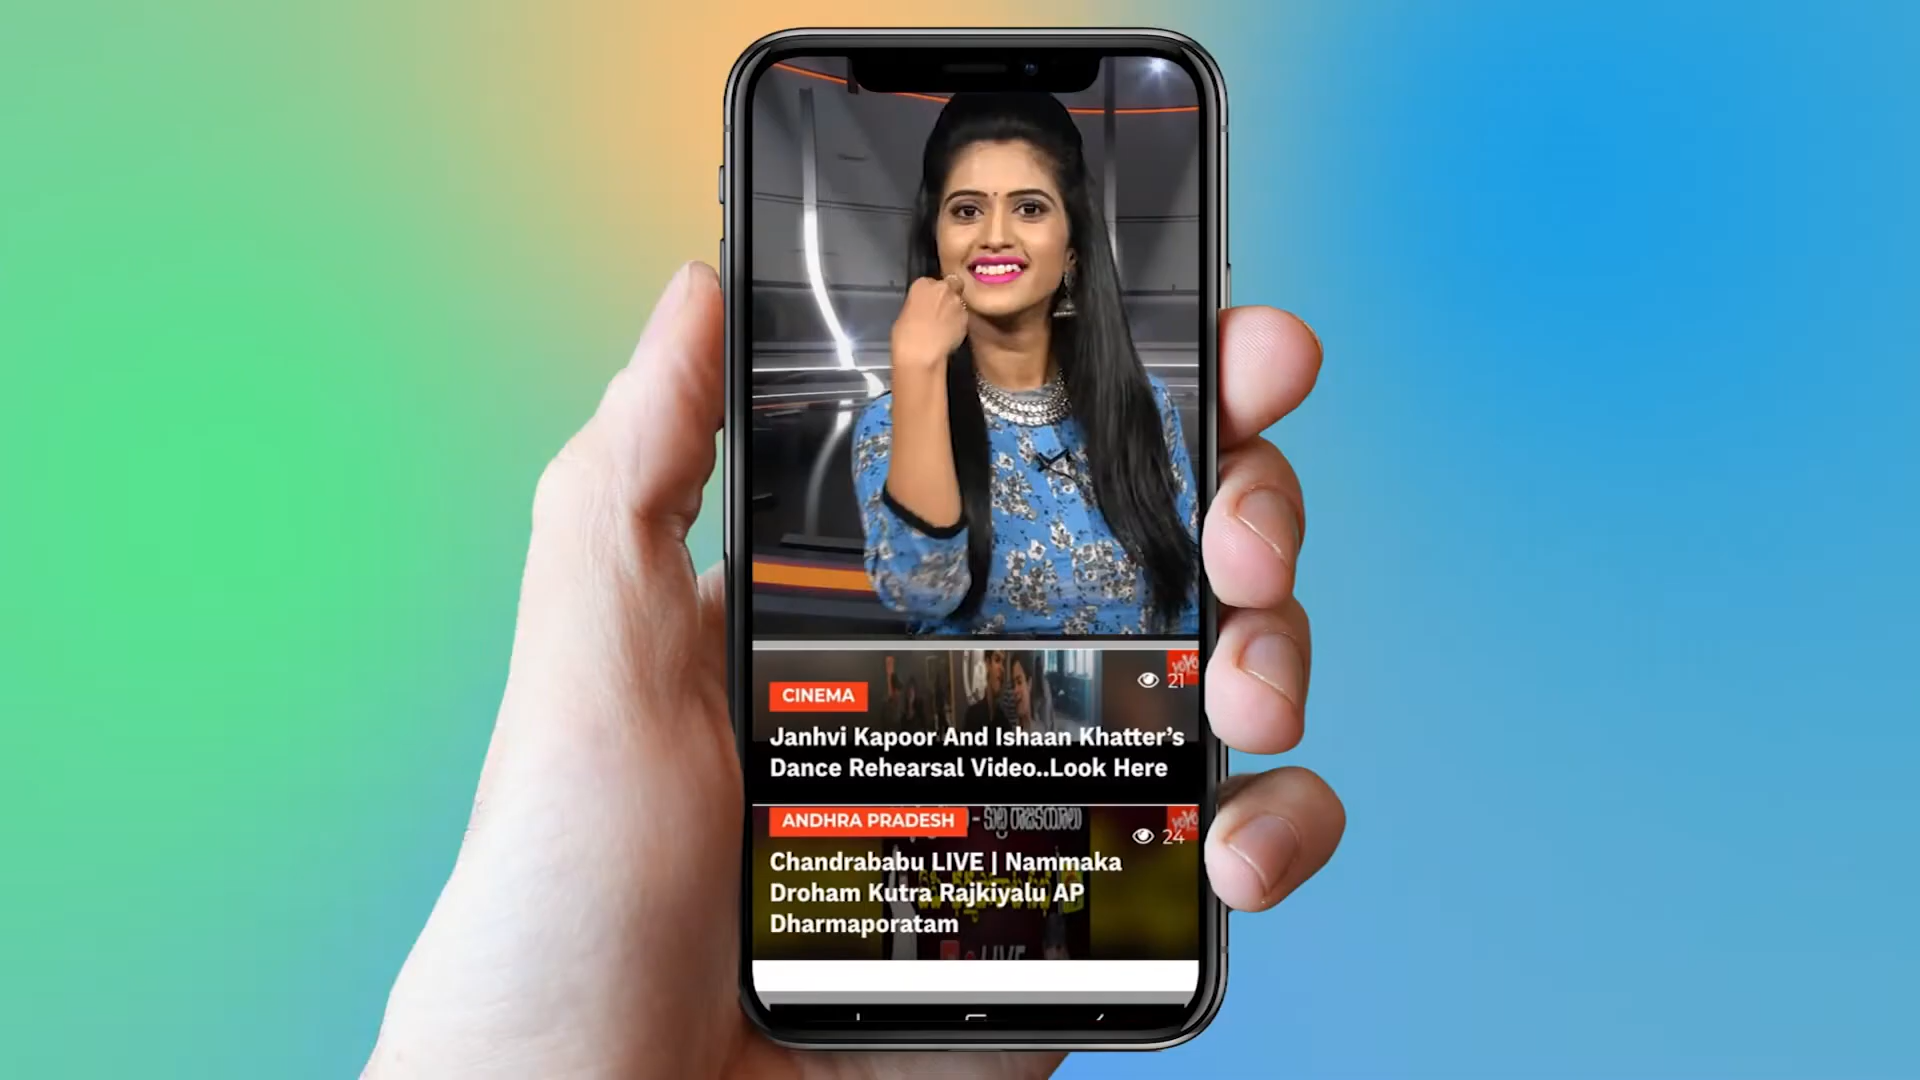 21
CINEMA
Janhvi Kapoor And Ishaan Khatter’s
Dance Rehearsal Video..Look Here
ANDHRA PRADESH
24
Chandrababu LIVE | Nammaka
Droham Kutra Rajkiyalu AP
Dharmaporatam
LIVE